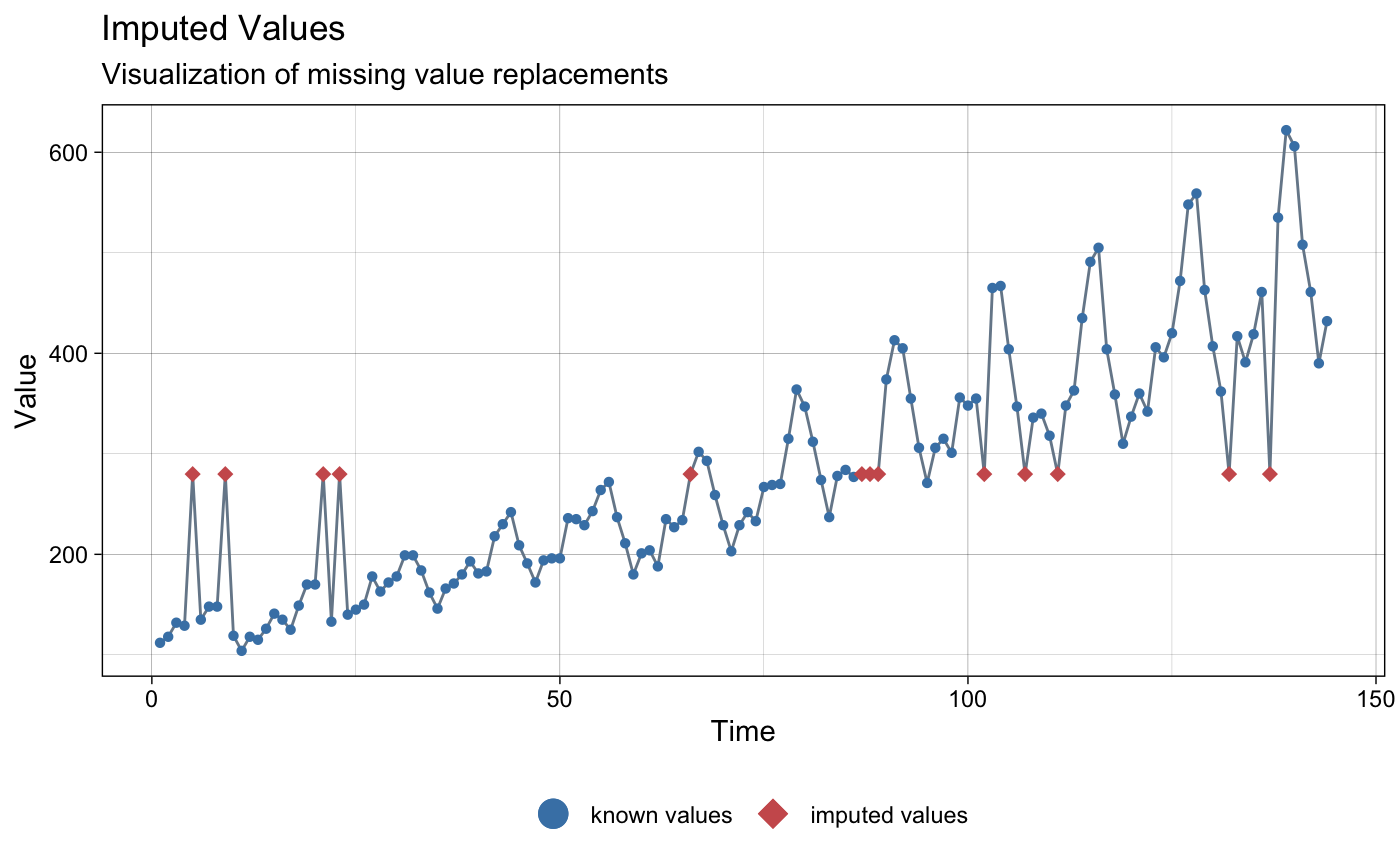 Imputed Values
Visualization of missing value replacements
600
400
200
Value
0 50 100 150
Time
known values imputed values